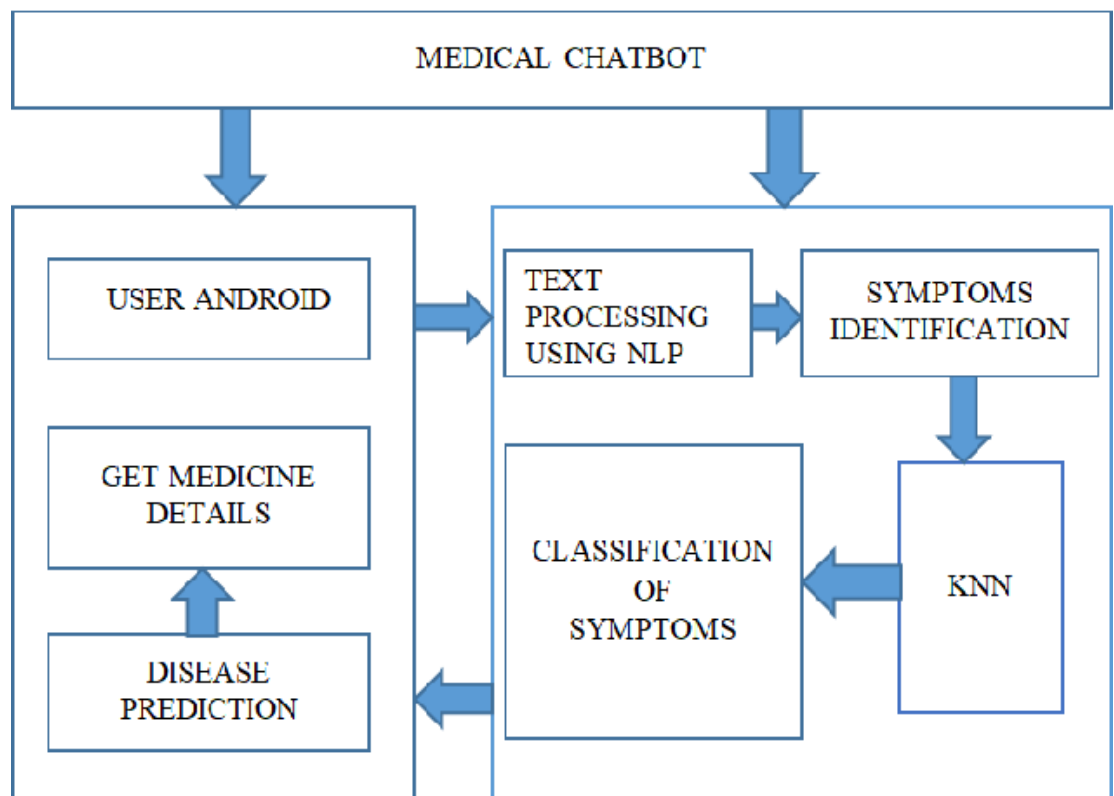 MEDICAL CHATBOT
USER ANDROID
TEXT
PROCESSING
USING NLP
SYMPTOMS
IDENTIFICATION
GET MEDICINE
DETAILS
CLASSIFICATION
OF
SYMPTOMS
KNN
DISEASE
PREDICTION